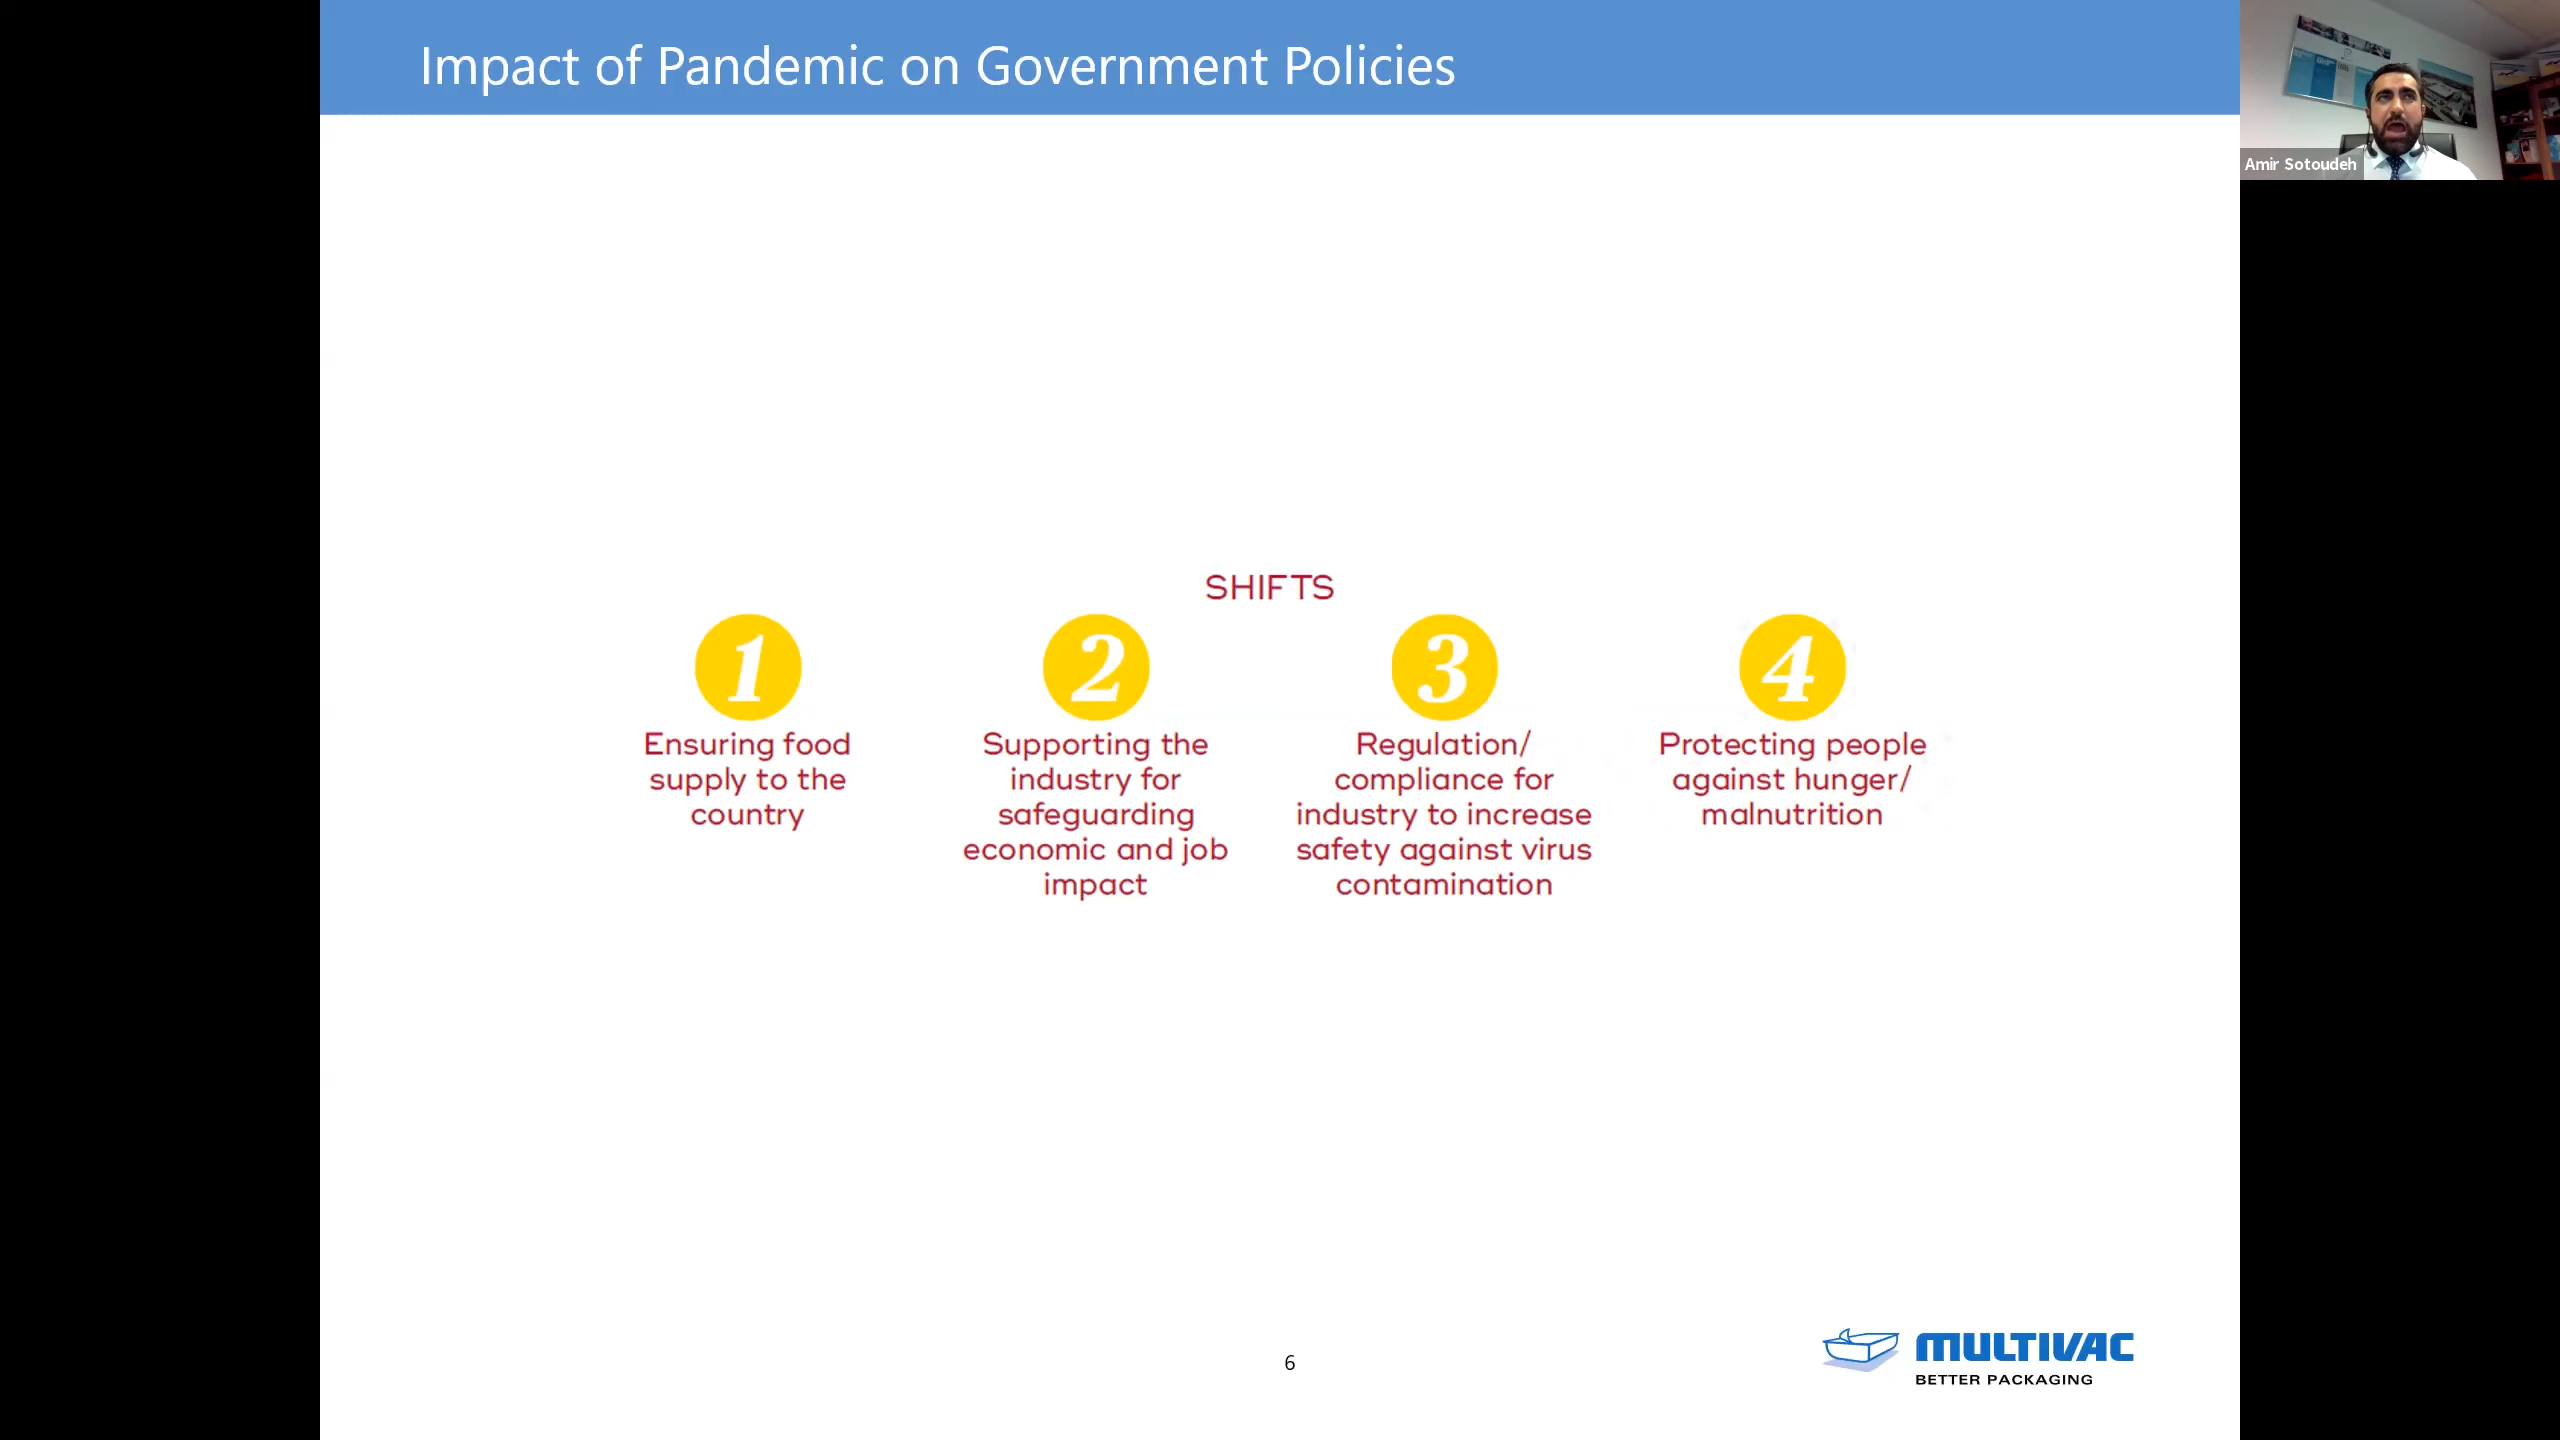 Impact of Pandemic on Government Policies
Amir Sotoudeh
SHIFTS
1
Ensuring food
supply to the
country
2
Supporting the
industry for
safeguarding
economic and job
impact
3
Regulation/
compliance for
industry to increase
safety against virus
contamination
4
Protecting people
against hunger/
malnutrition
6
MULTIVAC
BETTER PACKAGING